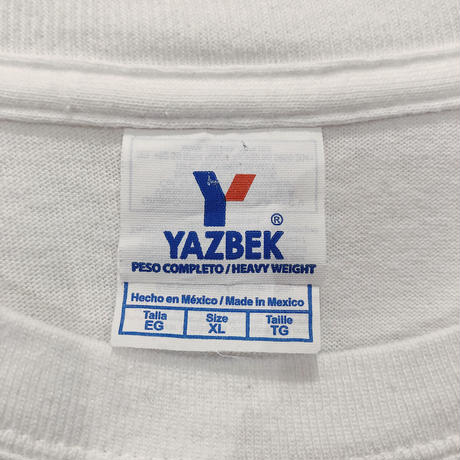 Y
®
YAZBEK
PESO COMPLETO / HEAVY WEIGHT
Hecho en México / Made in Mexico
Talla Size Taille
EG XL TG